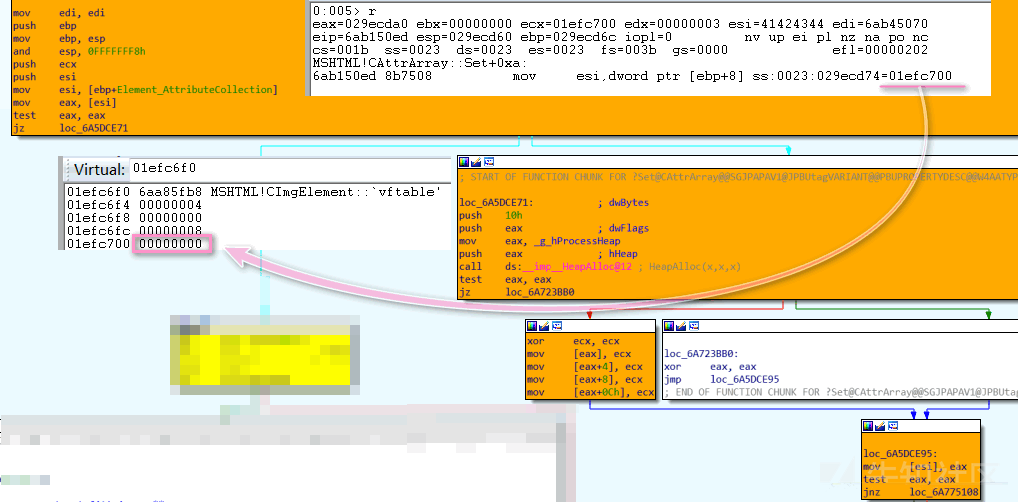 mov edi, edi
push ebp
mov ebp, esp
and esp, 0FFFFFFF8h
push ecx
push esi
mov esi, [ebp+Element_AttributeCollection]
mov eax, [esi]
test eax, eax
jz loc_6A5DCE71
0:005> r
eax=029ecda0 ebx=00000000 ecx=01efc700 edx=00000003 esi=41424344 edi=6ab45070
eip=6ab150ed esp=029ecd60 ebp=029ecd6c iopl=0 nv up ei pl nz na po nc
cs=001b ss=0023 ds=0023 es=0023 fs=003b gs=0000 efl=00000202
MSHTML!CAttrArray::Set+0xa:
6ab150ed 8b7508 mov esi,dword ptr [ebp+8] ss:0023:029ecd74=01efc700
Virtual: 01efc6f0
01efc6f0 6aa85fb8 MSHTML!CImgElement::`vftable'
01efc6f4 00000004
01efc6f8 00000000
01efc6fc 00000008
01efc700 00000000
; START OF FUNCTION CHUNK FOR ?Set@CAttrArray@@SGJPAPAV1@JPBUtagVARIANT@@PBUPROPERTYDESC@@W4AATYP
loc_6A5DCE71: ; dwBytes
push 10h
push eax ; dwFlags
mov eax, _g_hProcessHeap
push eax ; hHeap
call ds:__imp__HeapAlloc@12 ; HeapAlloc(x,x,x)
test eax, eax
jz loc_6A723BB0
xor ecx, ecx
mov [eax], ecx
mov [eax+4], ecx
mov [eax+8], ecx
mov [eax+0Ch], ecx
loc_6A723BB0:
xor eax, eax
jmp loc_6A5DCE95
; END OF FUNCTION CHUNK FOR ?Set@CAttrArray@@SGJPAPAV1@JPBUtag
loc_6A5DCE95:
mov [esi], eax
test eax, eax
jnz loc_6A775108